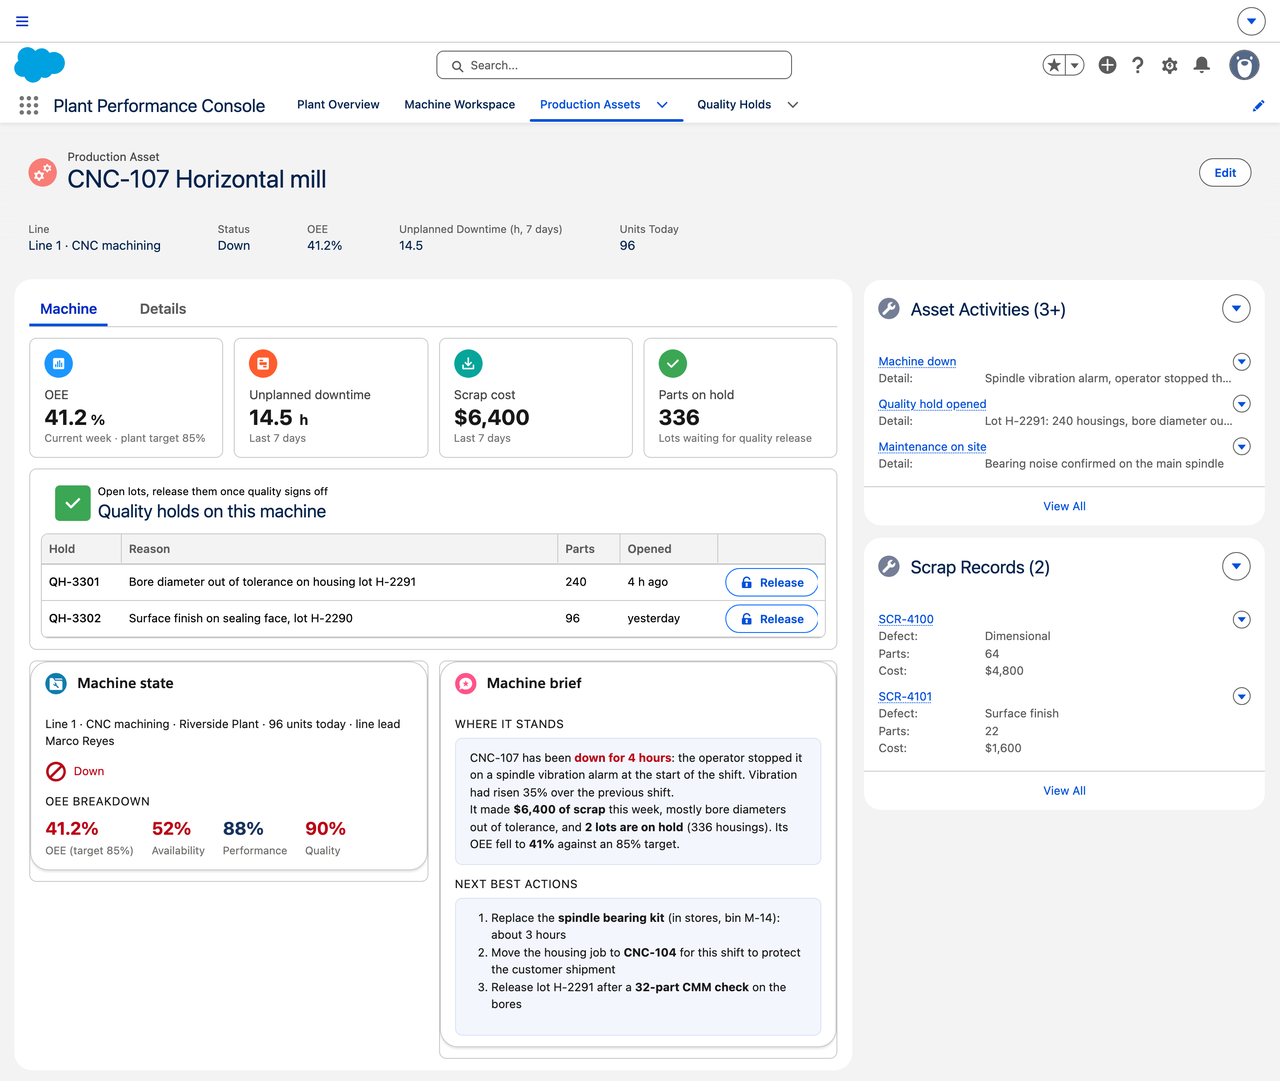 Search...
Plant Performance Console
Plant Overview
Machine Workspace
Production Assets
Quality Holds
Production Asset
CNC-107 Horizontal mill
Edit
Line
Line 1 · CNC machining
Status
Down
OEE
41.2%
Unplanned Downtime (h, 7 days)
14.5
Units Today
96
Machine
Details
OEE
41.2 %
Current week · plant target 85%
Unplanned downtime
14.5 h
Last 7 days
Scrap cost
$6,400
Last 7 days
Parts on hold
336
Lots waiting for quality release
Open lots, release them once quality signs off
Quality holds on this machine
Hold Reason Parts Opened
QH-3301 Bore diameter out of tolerance on housing lot H-2291 240 4 h ago Release
QH-3302 Surface finish on sealing face, lot H-2290 96 yesterday Release
Machine state
Line 1 · CNC machining · Riverside Plant · 96 units today · line lead
Marco Reyes
Down
OEE BREAKDOWN
41.2% 52% 88% 90%
OEE (target 85%) Availability Performance Quality
Machine brief
WHERE IT STANDS
CNC-107 has been down for 4 hours: the operator stopped it
on a spindle vibration alarm at the start of the shift. Vibration
had risen 35% over the previous shift.
It made $6,400 of scrap this week, mostly bore diameters
out of tolerance, and 2 lots are on hold (336 housings). Its
OEE fell to 41% against an 85% target.
NEXT BEST ACTIONS
1. Replace the spindle bearing kit (in stores, bin M-14):
about 3 hours
2. Move the housing job to CNC-104 for this shift to protect
the customer shipment
3. Release lot H-2291 after a 32-part CMM check on the
bores
Asset Activities (3+)
Machine down
Detail: Spindle vibration alarm, operator stopped th...
Quality hold opened
Detail: Lot H-2291: 240 housings, bore diameter ou...
Maintenance on site
Detail: Bearing noise confirmed on the main spindle
View All
Scrap Records (2)
SCR-4100
Defect: Dimensional
Parts: 64
Cost: $4,800
SCR-4101
Defect: Surface finish
Parts: 22
Cost: $1,600
View All